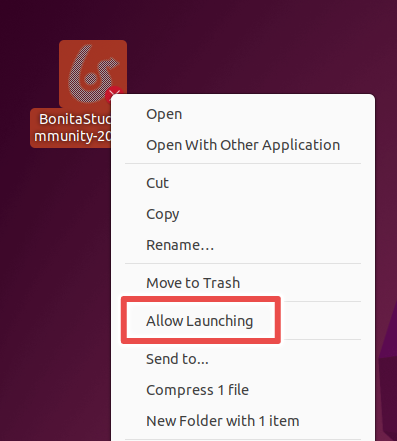 BonitaStud
mmunity-20
Open
Open With Other Application
Cut
Copy
Rename…
Move to Trash
Allow Launching
Send to...
Compress 1 file
New Folder with 1 item